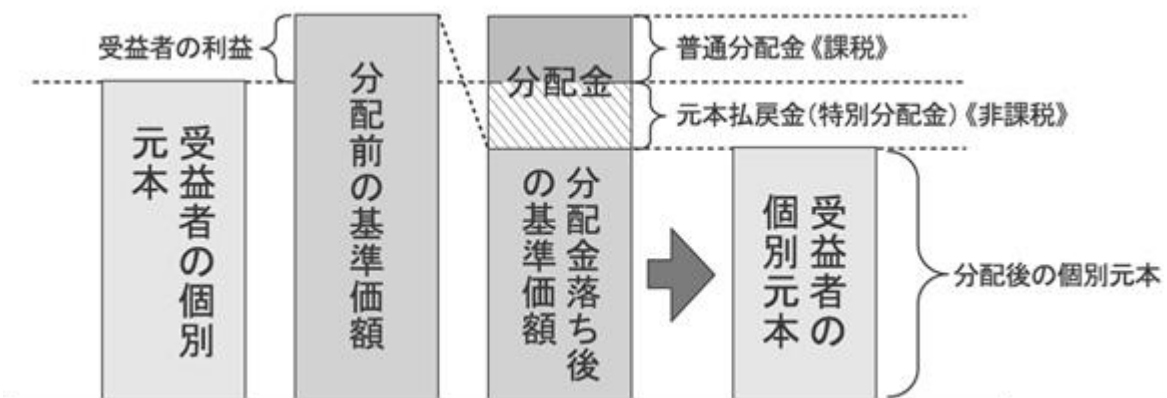 受益者の利益
受益者の個別
元本
分配前の基準価額
分配金
分配金落ち後
の基準価額
普通分配金《課税》
元本払戻金(特別分配金)《非課税》
受益者の
個別元本
分配後の個別元本